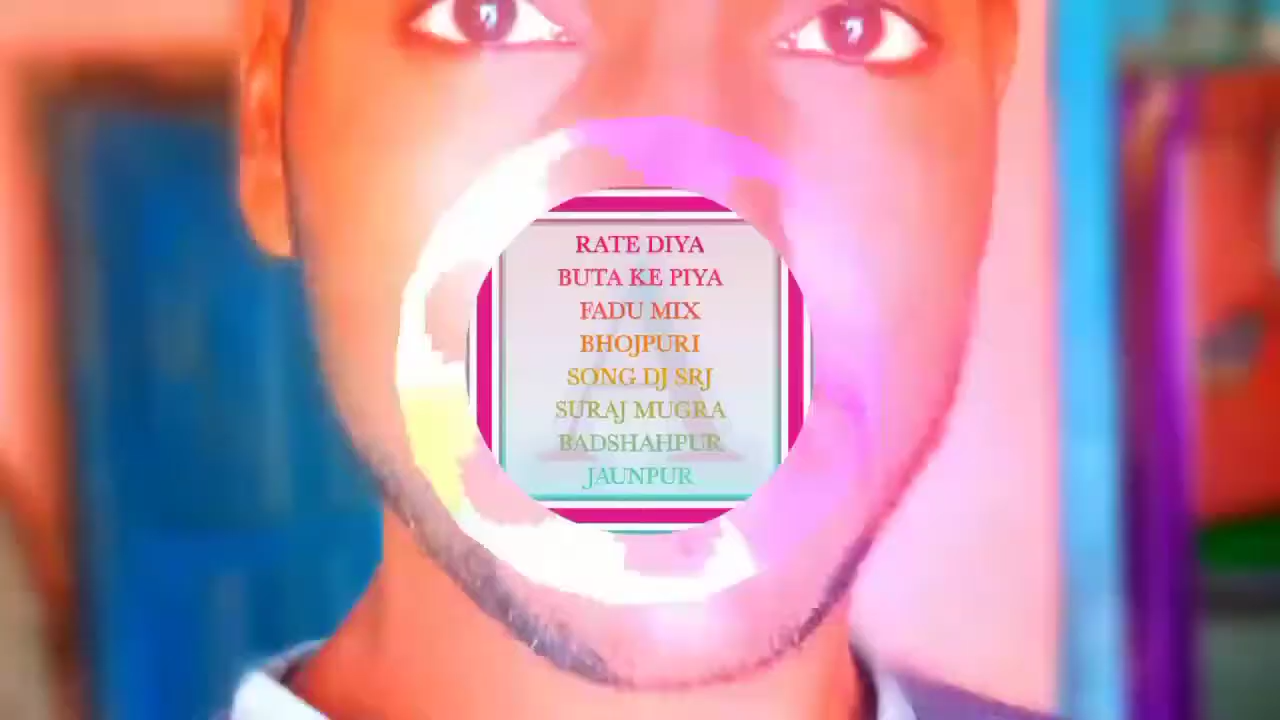 RATE DIYA
BUTA KE PIYA
FADU MIX
BHOJPURI
SONG DJ SRJ
SURAJ MUGRA
BADSHAHPUR
JAUNPUR